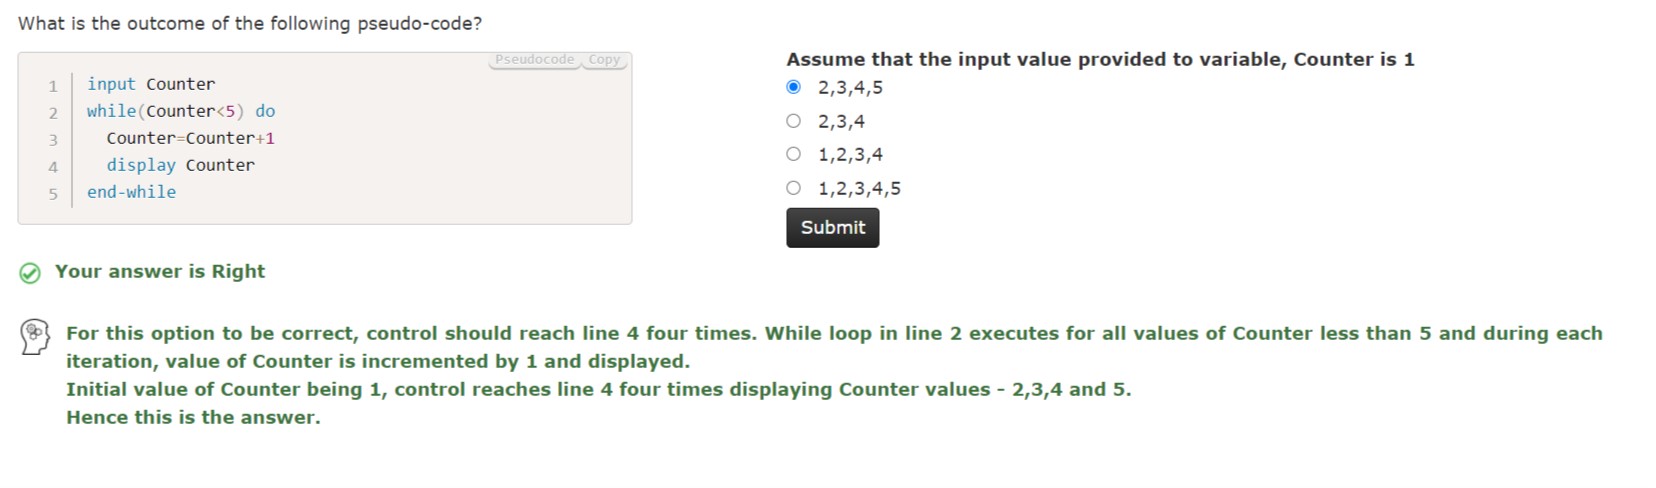 What is the outcome of the following pseudo-code?
Pseudocode Copy
1 input Counter
2 while(Counter<5) do
3 Counter=Counter+1
4 display Counter
5 end-while
Assume that the input value provided to variable, Counter is 1
2,3,4,5
2,3,4
1,2,3,4
1,2,3,4,5
Submit
Your answer is Right
For this option to be correct, control should reach line 4 four times. While loop in line 2 executes for all values of Counter less than 5 and during each
iteration, value of Counter is incremented by 1 and displayed.
Initial value of Counter being 1, control reaches line 4 four times displaying Counter values - 2,3,4 and 5.
Hence this is the answer.